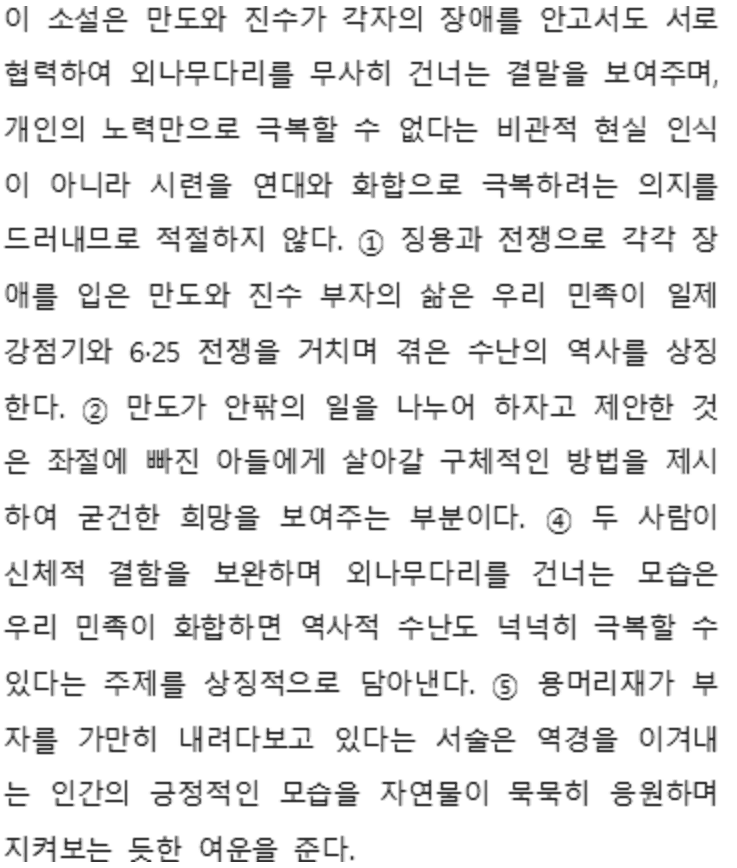 이 소설은 만도와 진수가 각자의 장애를 안고서도 서로
협력하여 외나무다리를 무사히 건너는 결말을 보여주며,
개인의 노력만으로 극복할 수 없다는 비관적 현실 인식
이 아니라 시련을 연대와 화합으로 극복하려는 의지를
드러내므로 적절하지 않다. ① 징용과 전쟁으로 각각 장
애를 입은 만도와 진수 부자의 삶은 우리 민족이 일제
강점기와 6·25 전쟁을 거치며 겪은 수난의 역사를 상징
한다. ② 만도가 안팎의 일을 나누어 하자고 제안한 것
은 좌절에 빠진 아들에게 살아갈 구체적인 방법을 제시
하여 굳건한 희망을 보여주는 부분이다. ④ 두 사람이
신체적 결함을 보완하며 외나무다리를 건너는 모습은
우리 민족이 화합하면 역사적 수난도 넉넉히 극복할 수
있다는 주제를 상징적으로 담아낸다. ⑤ 용머리재가 부
자를 가만히 내려다보고 있다는 서술은 역경을 이겨내
는 인간의 긍정적인 모습을 자연물이 묵묵히 응원하며
지켜보는 듯한 여운을 준다.